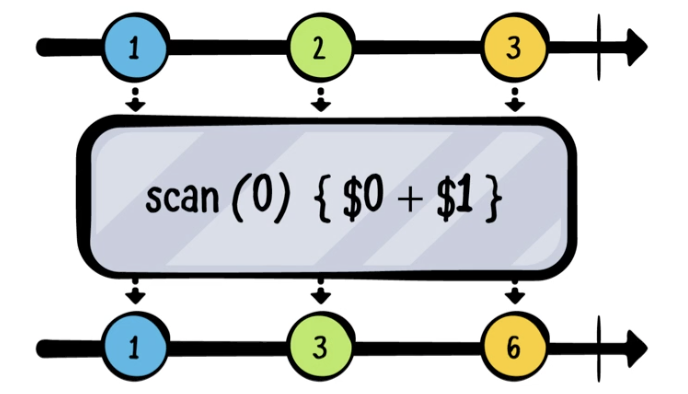 1 2 3
scan (0) { $0 + $1 }
1 3 6